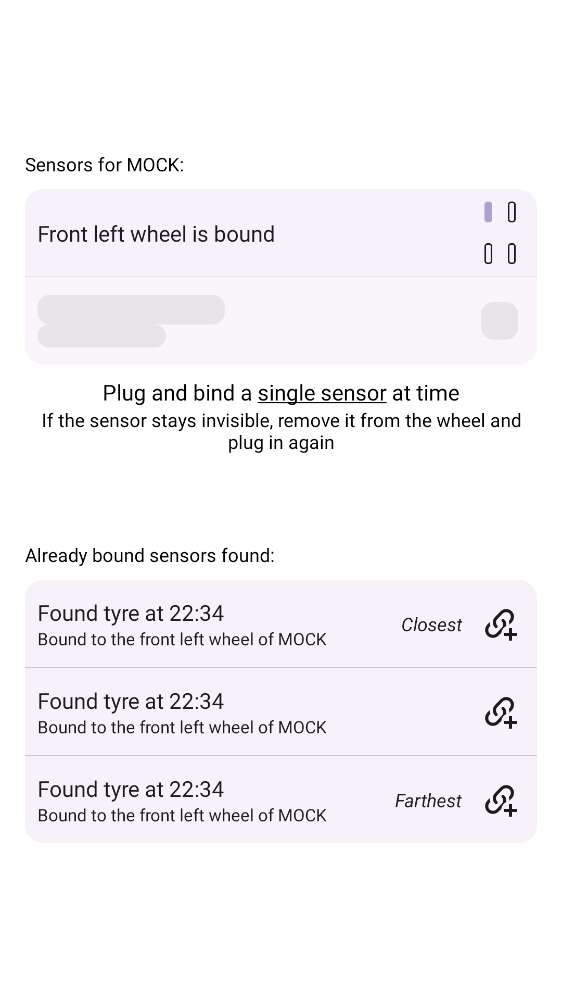 Sensors for MOCK:
Front left wheel is bound
Plug and bind a single sensor at time
If the sensor stays invisible, remove it from the wheel and
plug in again
Already bound sensors found:
Found tyre at 22:34
Bound to the front left wheel of MOCK
Closest
Found tyre at 22:34
Bound to the front left wheel of MOCK
Found tyre at 22:34
Bound to the front left wheel of MOCK
Farthest